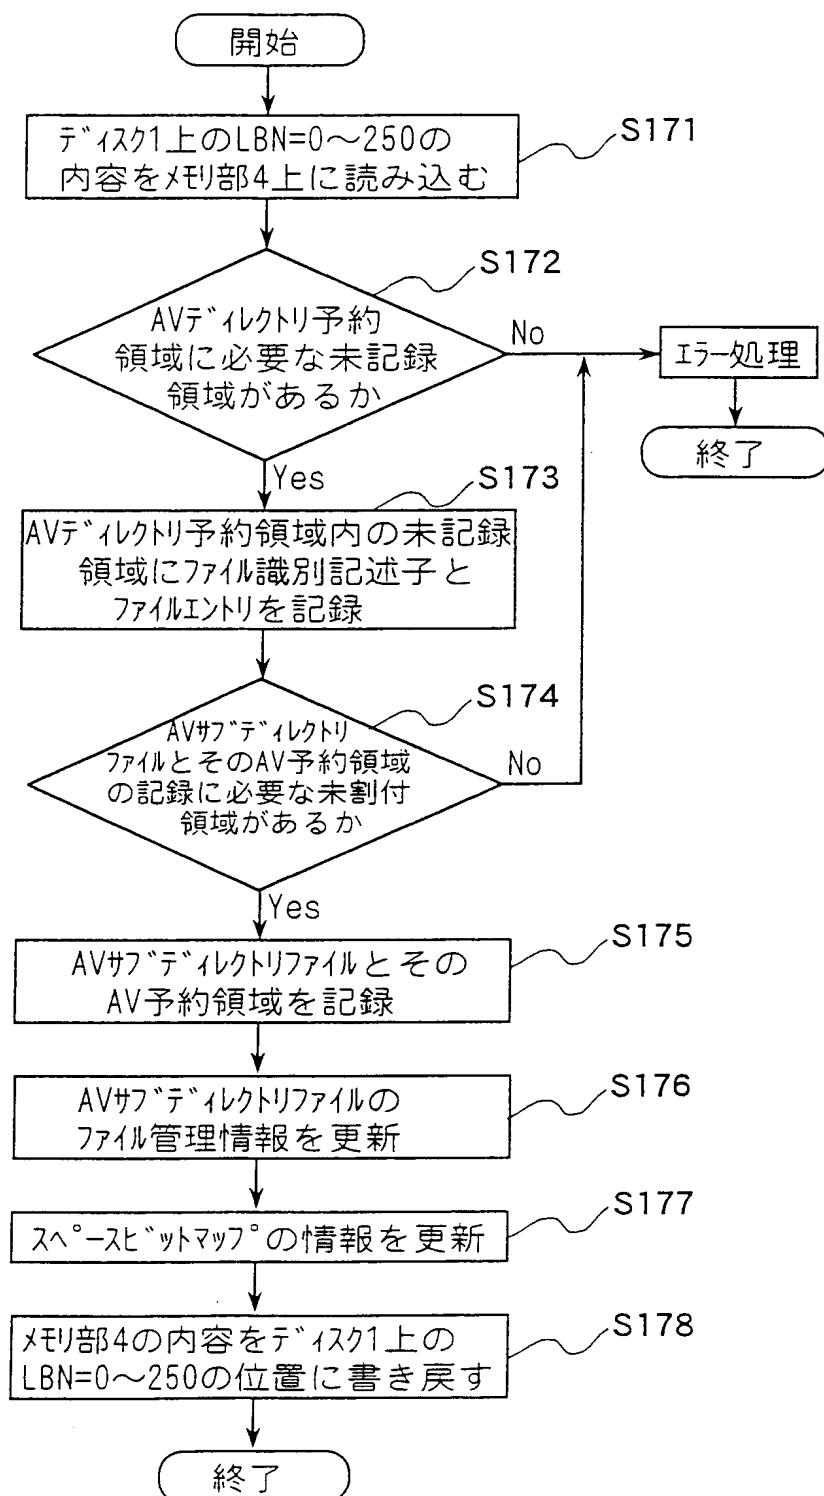 開始
ディスク1上のLBN=0～250の
内容をメモリ部4上に読み込む
S171
S172
AVディレクトリ予約
領域に必要な未記録
領域があるか
No
エラー処理
終了
Yes
S173
AVディレクトリ予約領域内の未記録
領域にファイル識別記述子と
ファイルエントリを記録
S174
AVサブディレクトリ
ファイルとそのAV予約領域
の記録に必要な未割付
領域があるか
No
Yes
S175
AVサブディレクトリファイルとその
AV予約領域を記録
S176
AVサブディレクトリファイルの
ファイル管理情報を更新
S177
スペースビットマップの情報を更新
S178
メモリ部4の内容をディスク1上の
LBN=0～250の位置に書き戻す
終了